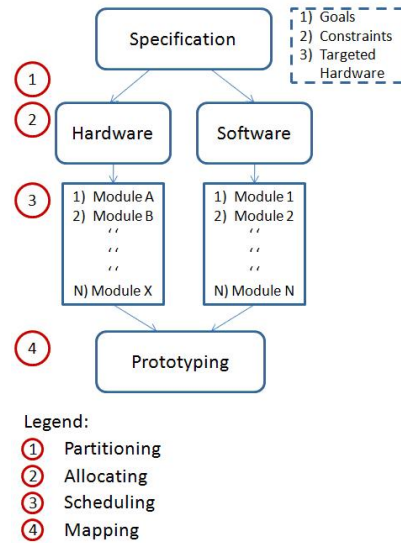 Specification
1) Goals
2) Constraints
3) Targeted
Hardware
1
2
Hardware
Software
3
1) Module A
2) Module B
‘‘
‘‘
‘‘
N) Module X
1) Module 1
2) Module 2
‘‘
‘‘
‘‘
N) Module N
4
Prototyping
Legend:
1 Partitioning
2 Allocating
3 Scheduling
4 Mapping